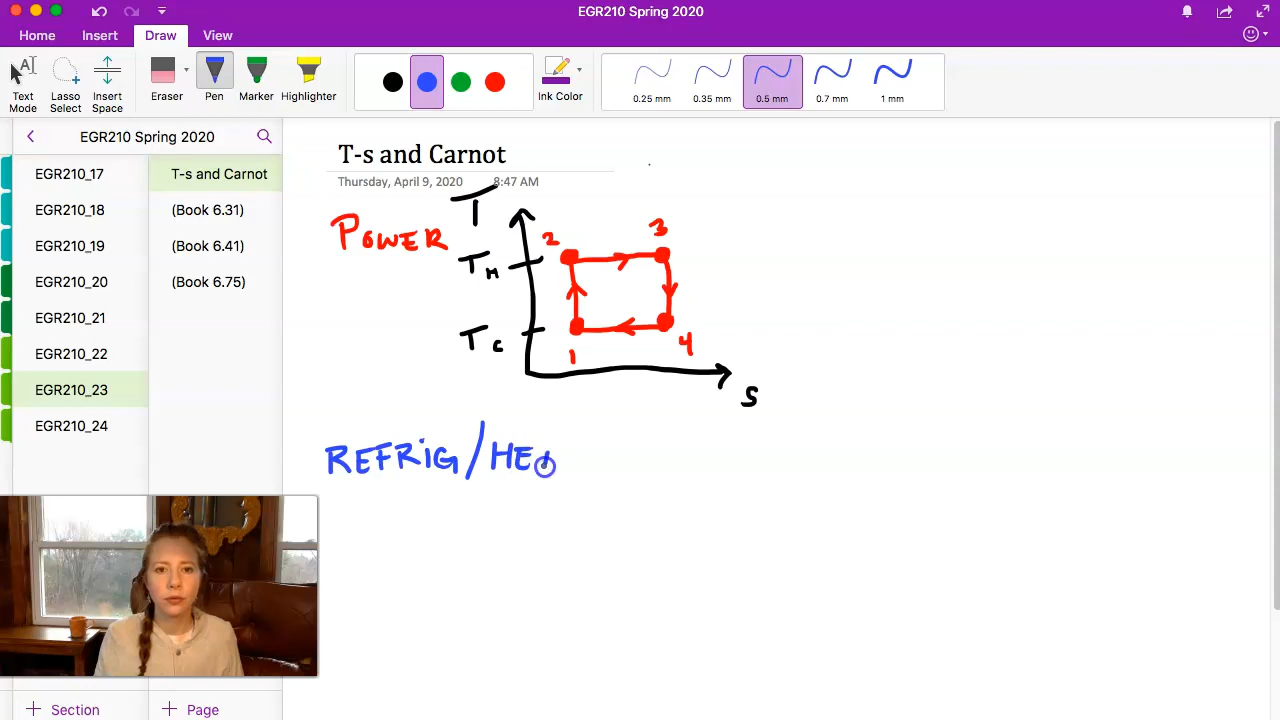 EGR210 Spring 2020
Home Insert Draw View
Text Mode
Lasso Select
Insert Space
Eraser
Pen
Marker
Highlighter
Ink Color
0.25 mm
0.35 mm
0.5 mm
0.7 mm
1 mm
EGR210 Spring 2020
EGR210_17
EGR210_18
EGR210_19
EGR210_20
EGR210_21
EGR210_22
EGR210_23
EGR210_24
T-s and Carnot
(Book 6.31)
(Book 6.41)
(Book 6.75)
T-s and Carnot
Thursday, April 9, 2020 8:47 AM
T
POWER
2
3
TH
TC
1
4
S
REFRIG/HE
+ Section
+ Page